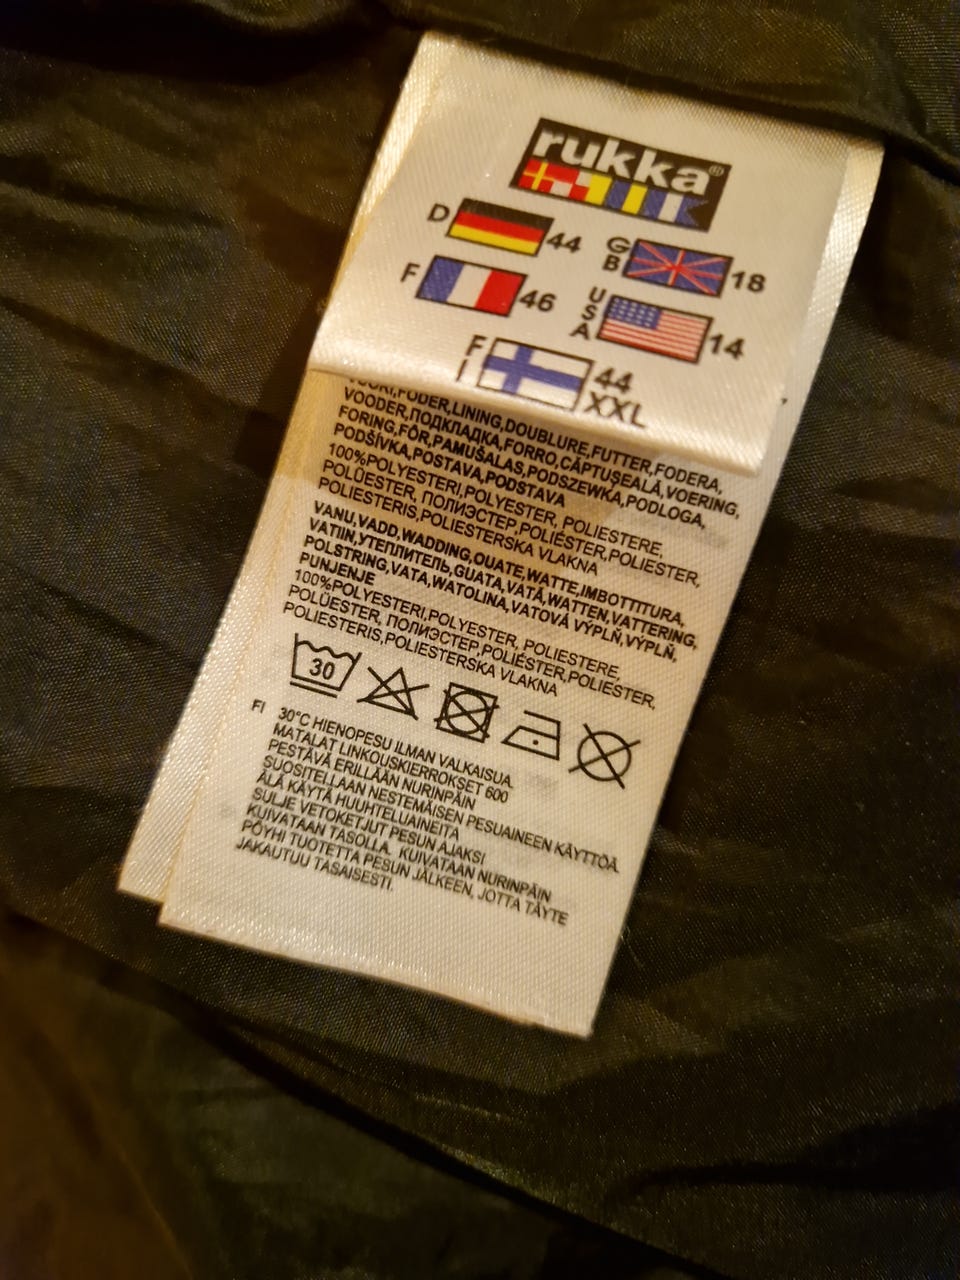 rukka®
D 44
GB 18
F 46
USA 14
FI 44
XXL
VUORI,FODER,LINING,DOUBLURE,FUTTER,FODERA,
VOODER,ПОДКЛАДКА,FORRO,CĂPTUŞEALĂ,VOERING,
FORING,FÔR,PAMUŠALAS,PODSZEWKA,PODLOGA,
PODŠÍVKA,POSTAVA,PODSTAVA
100%POLYESTERI,POLYESTER, POLIESTERE,
POLÜESTER, ПОЛИЭСТЕР,POLIÉSTER,POLIESTER,
POLIESTERIS,POLIESTERSKA VLAKNA
VANU,VADD,WADDING,OUATE,WATTE,IMBOTTITURA,
VATIIN,УТЕПЛИТЕЛЬ,GUATA,VATĂ,WATTEN,VATTERING,
POLSTRING,VATA,WATOLINA,VATOVÁ VÝPLŇ,VÝPLŇ,
PUNJENJE
100%POLYESTERI,POLYESTER, POLIESTERE,
POLÜESTER, ПОЛИЭСТЕР,POLIÉSTER,POLIESTER,
POLIESTERIS,POLIESTERSKA VLAKNA
30
FI 30°C HIENOPESU ILMAN VALKAISUA
MATALAT LINKOUSKIERROKSET 600
PESTÄVÄ ERILLÄÄN NURINPÄIN
SUOSITELLAAN NESTEMÄISEN PESUAINEEN KÄYTTÖÄ
ÄLÄ KÄYTÄ HUUHTELUAINEITA
SULJE VETOKETJUT PESUN AJAKSI
KUIVATAAN TASOLLA. KUIVATAAN NURINPÄIN
PÖYHI TUOTETTA PESUN JÄLKEEN, JOTTA TÄYTE
JAKAUTUU TASAISESTI.